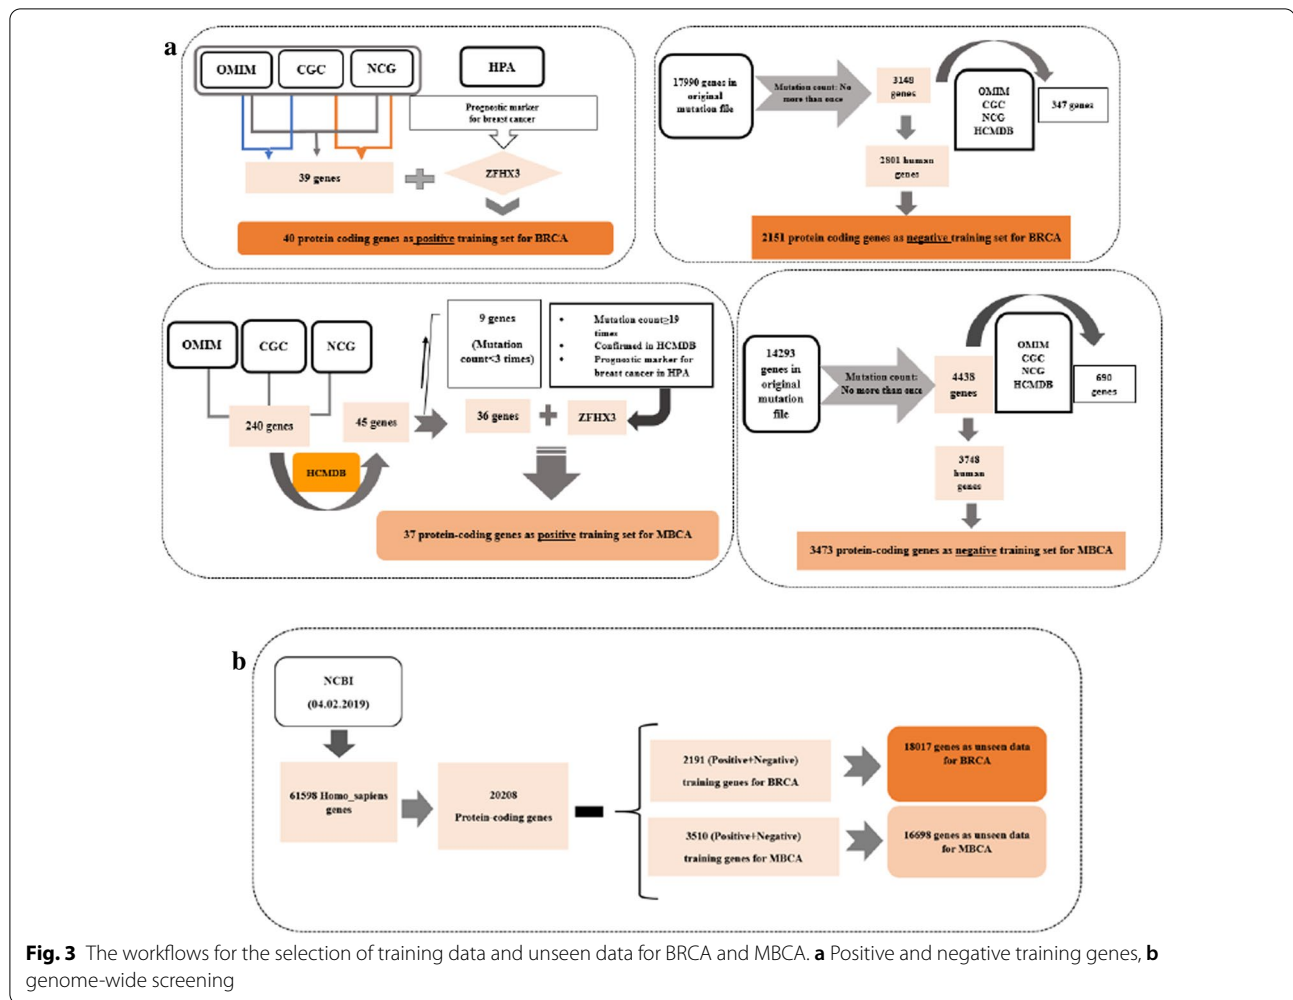 a
OMIM
CGC
NCG
HPA
Prognostic marker
for breast cancer
39 genes
ZFHX3
40 protein coding genes as positive training set for BRCA
17990 genes in
original
mutation file
Mutation count: No
more than once
3148
genes
OMIM
CGC
NCG
HCMDB
347 genes
2801 human
genes
2151 protein coding genes as negative training set for BRCA
OMIM
CGC
NCG
240 genes
HCMDB
45 genes
9 genes
(Mutation
count<3 times)
• Mutation count≥19
times
• Confirmed in HCMDB
• Prognostic marker for
breast cancer in HPA
36 genes
ZFHX3
37 protein-coding genes as positive training set for MBCA
14293
genes in
original
mutation
file
Mutation count:
No more than once
4438
genes
OMIM
CGC
NCG
HCMDB
690
genes
3748
human
genes
3473 protein-coding genes as negative training set for MBCA
b
NCBI
(04.02.2019)
61598 Homo_sapiens
genes
20208
Protein-coding genes
2191 (Positive+Negative)
training genes for BRCA
18017 genes as unseen data
for BRCA
3510 (Positive+Negative)
training genes for MBCA
16698 genes as unseen data
for MBCA
Fig. 3 The workflows for the selection of training data and unseen data for BRCA and MBCA. a Positive and negative training genes, b
genome-wide screening